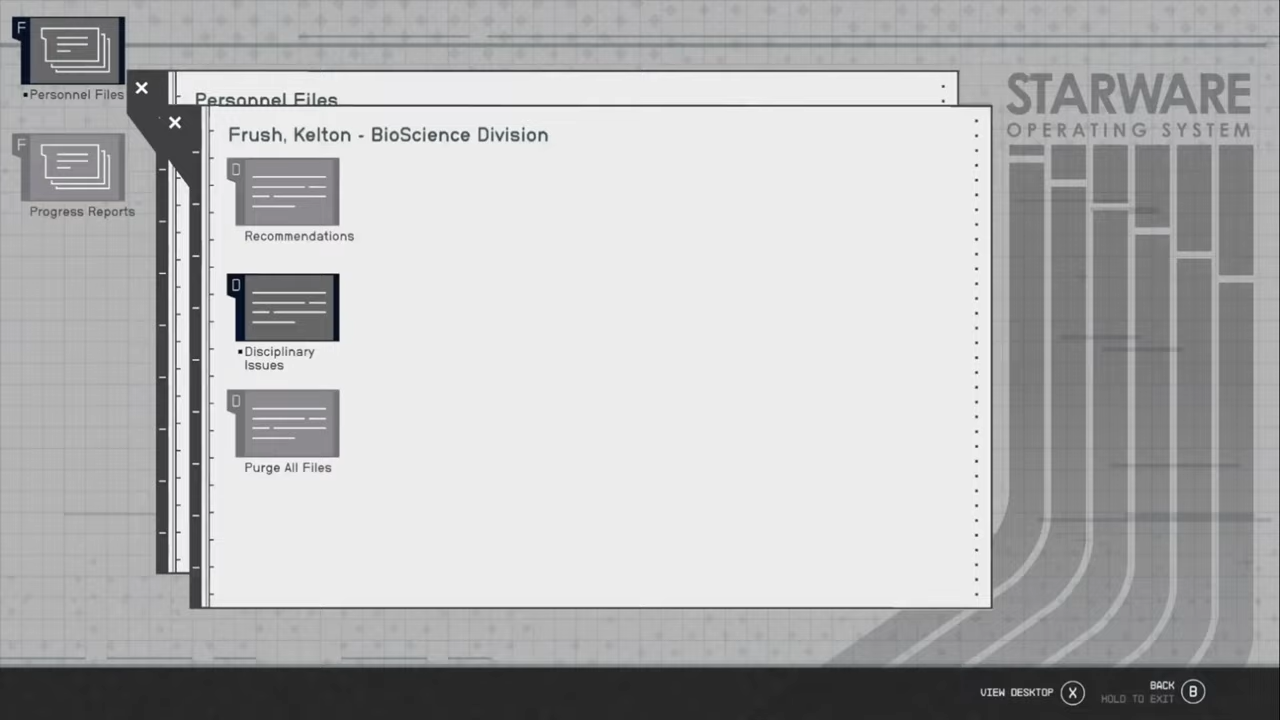 F
Personnel Files
F
Progress Reports
Personnel Files
Frush, Kelton - BioScience Division
Recommendations
Disciplinary
Issues
Purge All Files
STARWARE
OPERATING SYSTEM
VIEW DESKTOP X
BACK B
HOLD TO EXIT